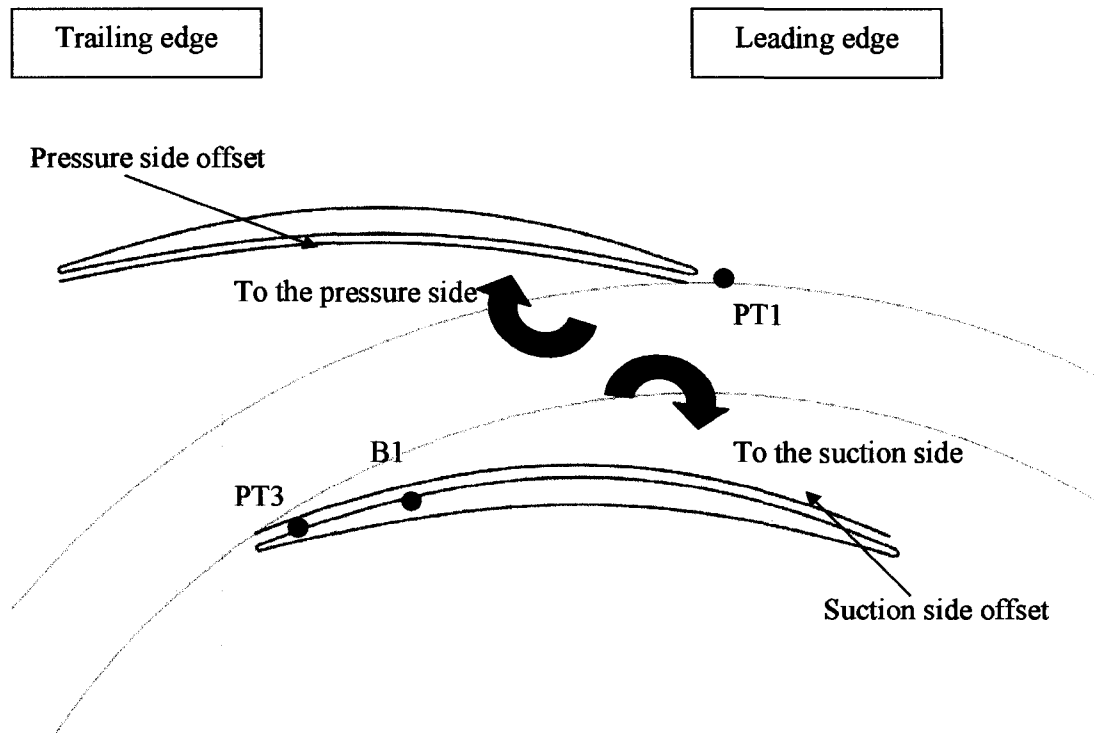 Trailing edge
Leading edge
Pressure side offset
To the pressure side
PT1
B1
To the suction side
PT3
Suction side offset